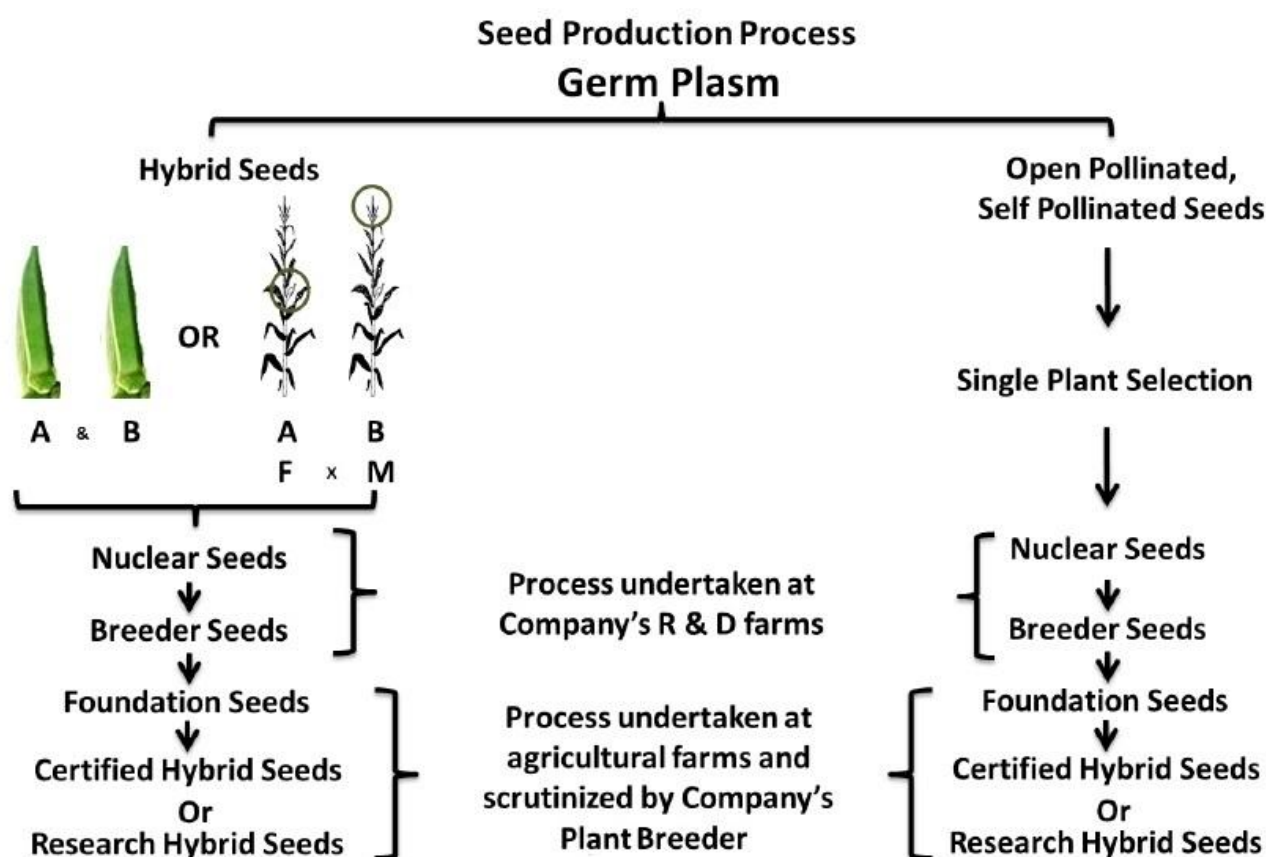 Seed Production Process
Germ Plasm
Hybrid Seeds
OR
A & B
A B
F x M
Nuclear Seeds
Breeder Seeds
Foundation Seeds
Certified Hybrid Seeds
Or
Research Hybrid Seeds
Process undertaken at
Company's R & D farms
Process undertaken at
agricultural farms and
scrutinized by Company's
Plant Breeder
Open Pollinated,
Self Pollinated Seeds
Single Plant Selection
Nuclear Seeds
Breeder Seeds
Foundation Seeds
Certified Hybrid Seeds
Or
Research Hybrid Seeds